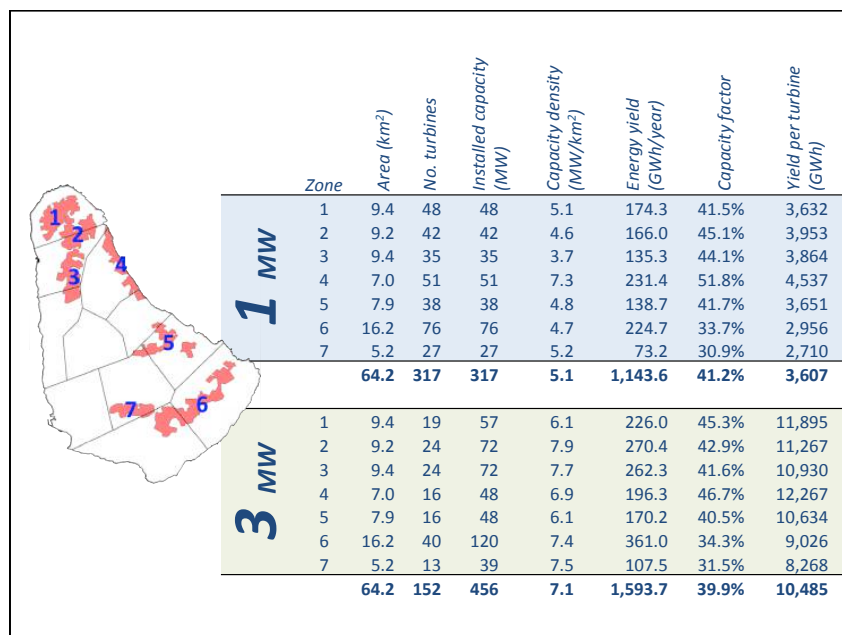 Zone Area (km²) No. turbines Installed capacity (MW) Capacity density (MW/km²) Energy yield (GWh/year) Capacity factor Yield per turbine (GWh)
1 MW
1 9.4 48 48 5.1 174.3 41.5% 3,632
2 9.2 42 42 4.6 166.0 45.1% 3,953
3 9.4 35 35 3.7 135.3 44.1% 3,864
4 7.0 51 51 7.3 231.4 51.8% 4,537
5 7.9 38 38 4.8 138.7 41.7% 3,651
6 16.2 76 76 4.7 224.7 33.7% 2,956
7 5.2 27 27 5.2 73.2 30.9% 2,710
64.2 317 317 5.1 1,143.6 41.2% 3,607
3 MW
1 9.4 19 57 6.1 226.0 45.3% 11,895
2 9.2 24 72 7.9 270.4 42.9% 11,267
3 9.4 24 72 7.7 262.3 41.6% 10,930
4 7.0 16 48 6.9 196.3 46.7% 12,267
5 7.9 16 48 6.1 170.2 40.5% 10,634
6 16.2 40 120 7.4 361.0 34.3% 9,026
7 5.2 13 39 7.5 107.5 31.5% 8,268
64.2 152 456 7.1 1,593.7 39.9% 10,485
1
2
3
4
5
6
7